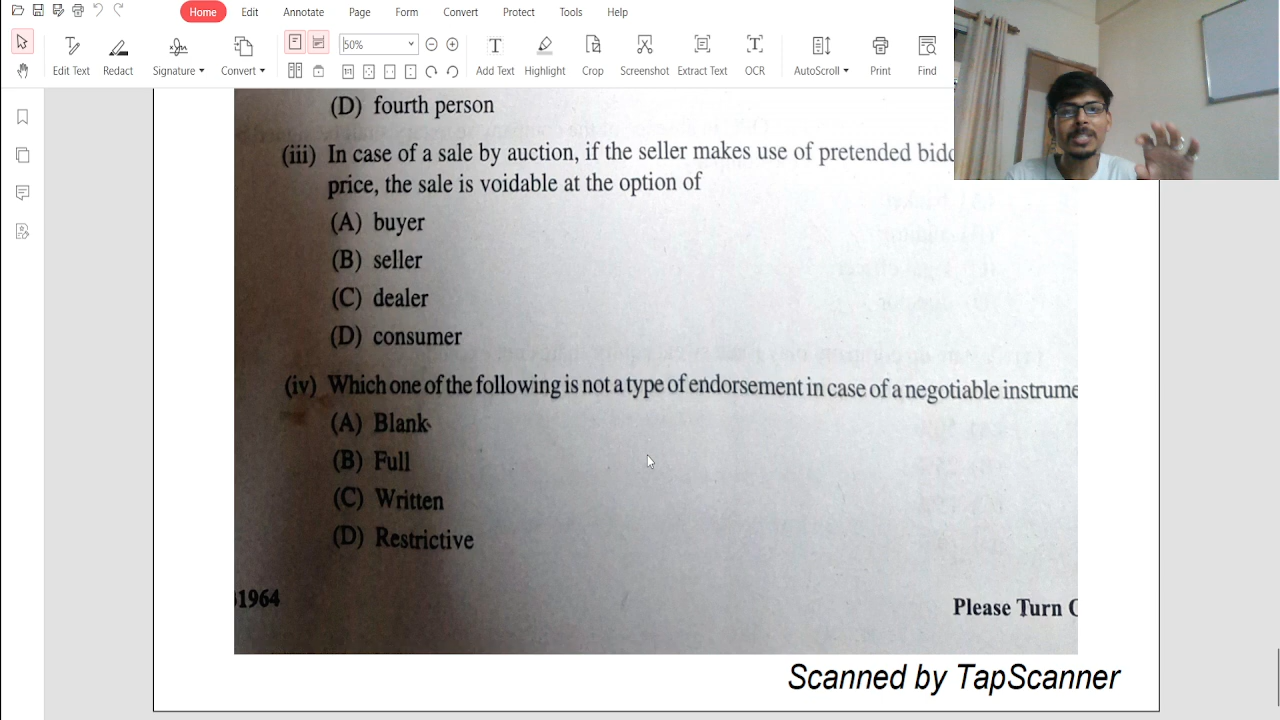 Home Edit Annotate Page Form Convert Protect Tools Help
50%
Edit Text Redact Signature Convert Add Text Highlight Crop Screenshot Extract Text OCR AutoScroll Print Find
(D) fourth person
(iii) In case of a sale by auction, if the seller makes use of pretended
price, the sale is voidable at the option of
(A) buyer
(B) seller
(C) dealer
(D) consumer
(iv) Which one of the following is not a type of endorsement in case of a negotiable instrume
(A) Blank
(B) Full
(C) Written
(D) Restrictive
1964
Please Turn
Scanned by TapScanner